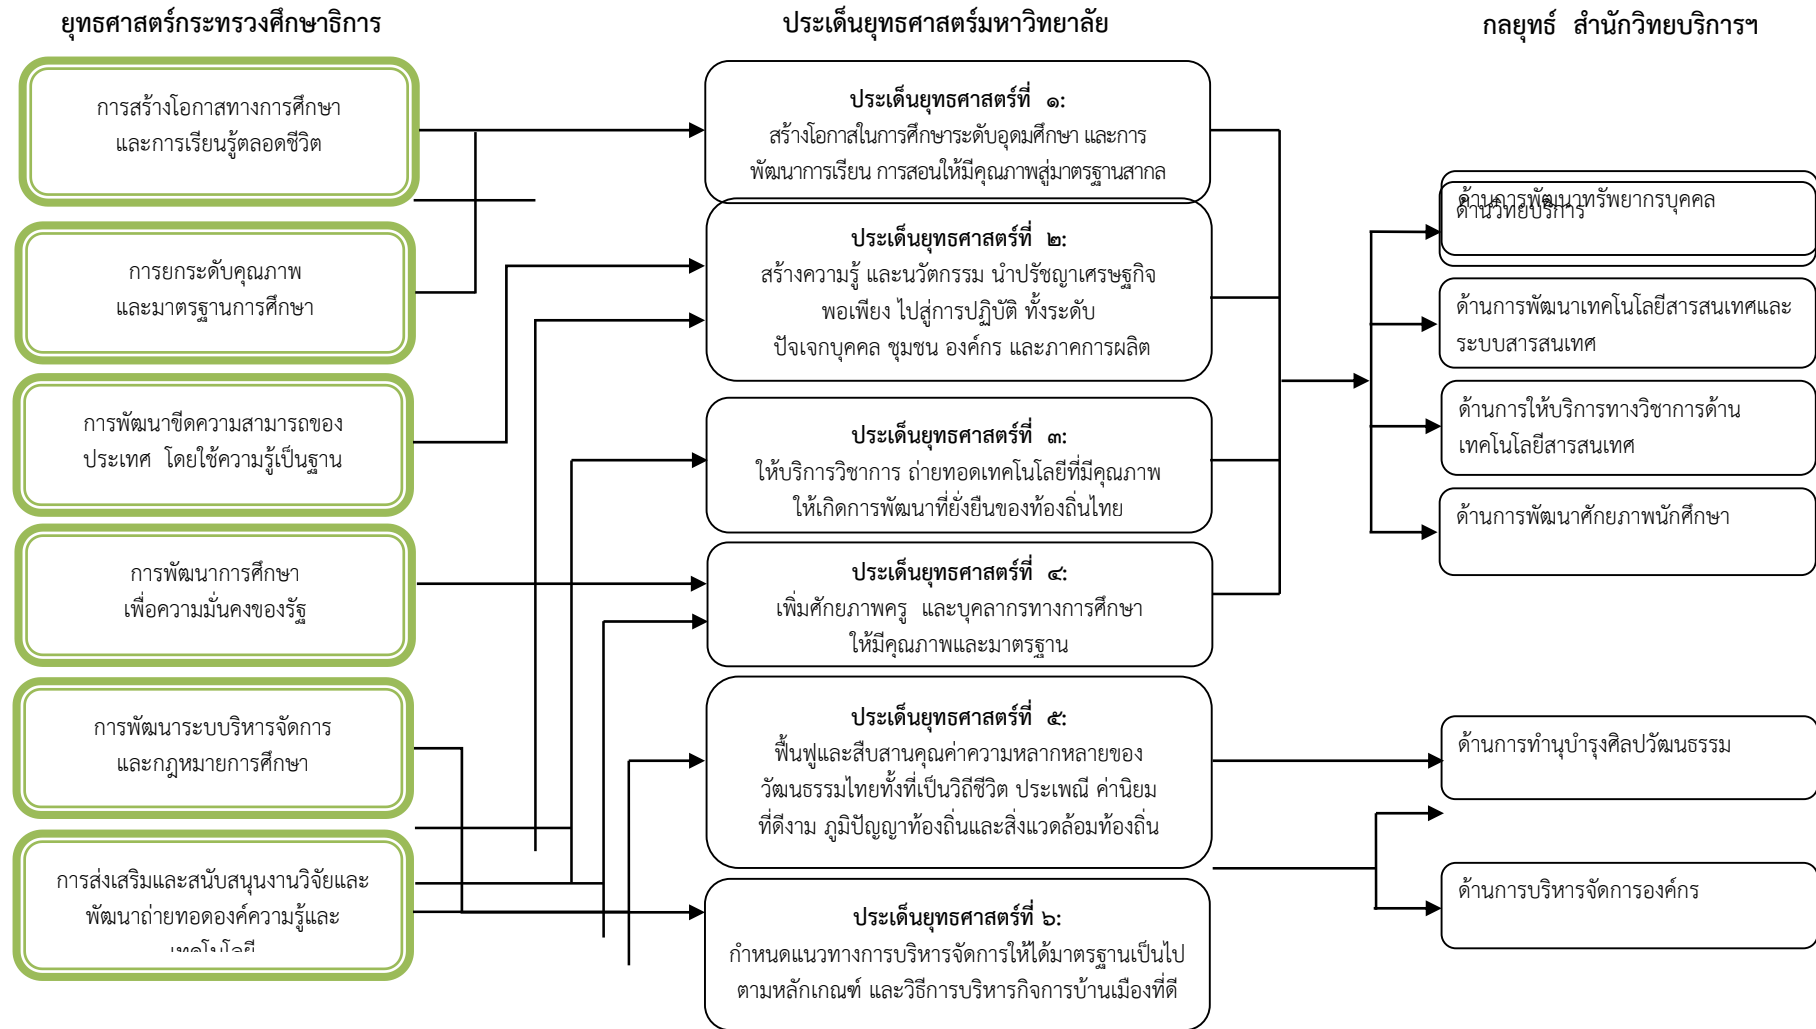 ยุทธศาสตร์กระทรวงศึกษาธิการ
การสร้างโอกาสทางการศึกษา
และการเรียนรู้ตลอดชีวิต
การยกระดับคุณภาพ
และมาตรฐานการศึกษา
การพัฒนาขีดความสามารถของ
ประเทศ โดยใช้ความรู้เป็นฐาน
การพัฒนาการศึกษา
เพื่อความมั่นคงของรัฐ
การพัฒนาระบบบริหารจัดการ
และกฎหมายการศึกษา
การส่งเสริมและสนับสนุนงานวิจัยและ
พัฒนาถ่ายทอดองค์ความรู้และ
เทคโนโลยี
ประเด็นยุทธศาสตร์มหาวิทยาลัย
ประเด็นยุทธศาสตร์ที่ ๑:
สร้างโอกาสในการศึกษาระดับอุดมศึกษา และการ
พัฒนาการเรียน การสอนให้มีคุณภาพสู่มาตรฐานสากล
ประเด็นยุทธศาสตร์ที่ ๒:
สร้างความรู้ และนวัตกรรม นำปรัชญาเศรษฐกิจ
พอเพียง ไปสู่การปฏิบัติ ทั้งระดับ
ปัจเจกบุคคล ชุมชน องค์กร และภาคการผลิต
ประเด็นยุทธศาสตร์ที่ ๓:
ให้บริการวิชาการ ถ่ายทอดเทคโนโลยีที่มีคุณภาพ
ให้เกิดการพัฒนาที่ยั่งยืนของท้องถิ่นไทย
ประเด็นยุทธศาสตร์ที่ ๔:
เพิ่มศักยภาพครู และบุคลากรทางการศึกษา
ให้มีคุณภาพและมาตรฐาน
ประเด็นยุทธศาสตร์ที่ ๕:
ฟื้นฟูและสืบสานคุณค่าความหลากหลายของ
วัฒนธรรมไทยทั้งที่เป็นวิถีชีวิต ประเพณี ค่านิยม
ที่ดีงาม ภูมิปัญญาท้องถิ่นและสิ่งแวดล้อมท้องถิ่น
ประเด็นยุทธศาสตร์ที่ ๖:
กำหนดแนวทางการบริหารจัดการให้ได้มาตรฐานเป็นไป
ตามหลักเกณฑ์ และวิธีการบริหารกิจการบ้านเมืองที่ดี
กลยุทธ์ สำนักวิทยบริการฯ
ด้านการพัฒนาทรัพยากรบุคคล
ด้านวิทยบริการ
ด้านการพัฒนาเทคโนโลยีสารสนเทศและ
ระบบสารสนเทศ
ด้านการให้บริการทางวิชาการด้าน
เทคโนโลยีสารสนเทศ
ด้านการพัฒนาศักยภาพนักศึกษา
ด้านการทำนุบำรุงศิลปวัฒนธรรม
ด้านการบริหารจัดการองค์กร